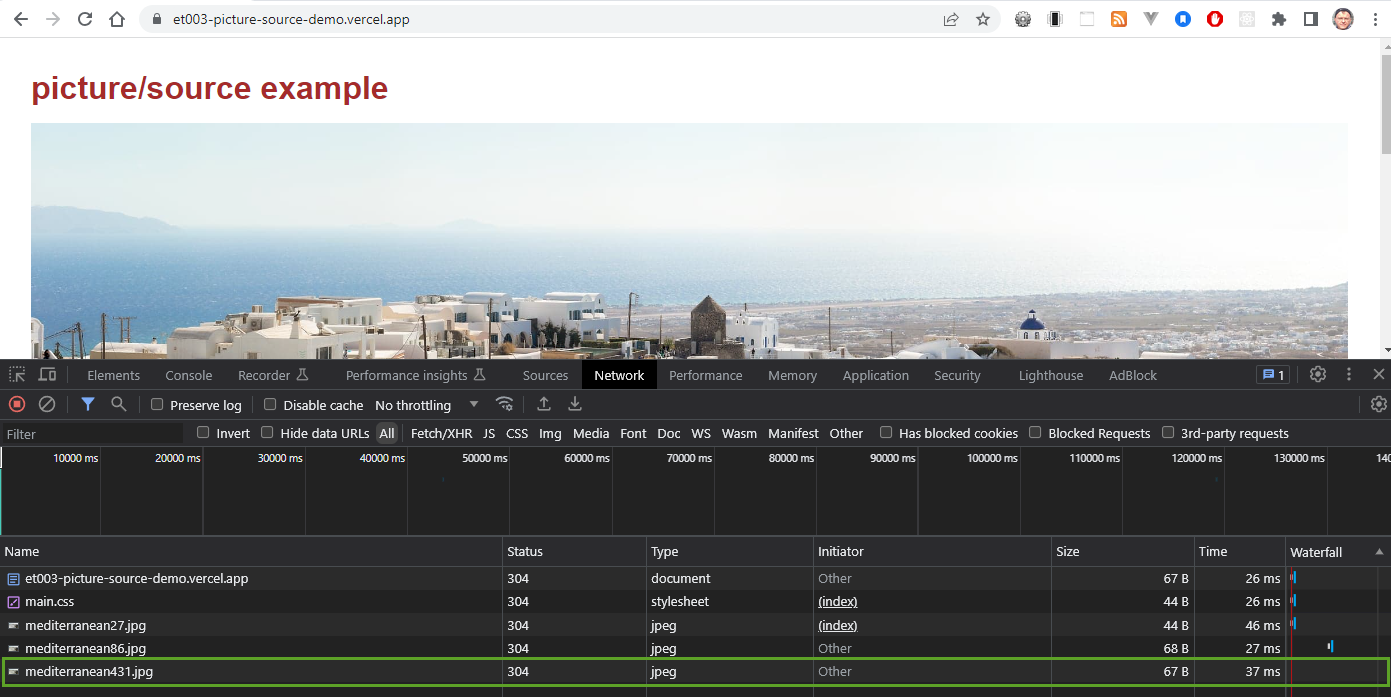 et003-picture-source-demo.vercel.app
picture/source example
Elements Console Recorder Performance insights Sources Network Performance Memory Application Security Lighthouse AdBlock 1
Preserve log Disable cache No throttling
Filter Invert Hide data URLs All Fetch/XHR JS CSS Img Media Font Doc WS Wasm Manifest Other Has blocked cookies Blocked Requests 3rd-party requests
10000 ms 20000 ms 30000 ms 40000 ms 50000 ms 60000 ms 70000 ms 80000 ms 90000 ms 100000 ms 110000 ms 120000 ms 130000 ms 140
Name Status Type Initiator Size Time Waterfall
et003-picture-source-demo.vercel.app 304 document Other 67 B 26 ms
main.css 304 stylesheet (index) 44 B 26 ms
mediterranean27.jpg 304 jpeg (index) 44 B 46 ms
mediterranean86.jpg 304 jpeg Other 68 B 27 ms
mediterranean431.jpg 304 jpeg Other 67 B 37 ms